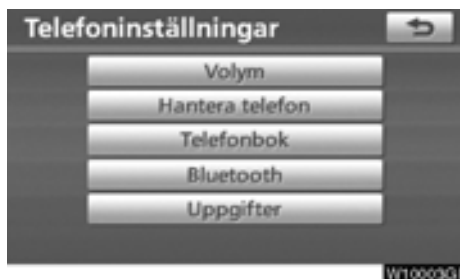 Telefoninställningar
Volym
Hantera telefon
Telefonbok
Bluetooth
Uppgifter
W10003G